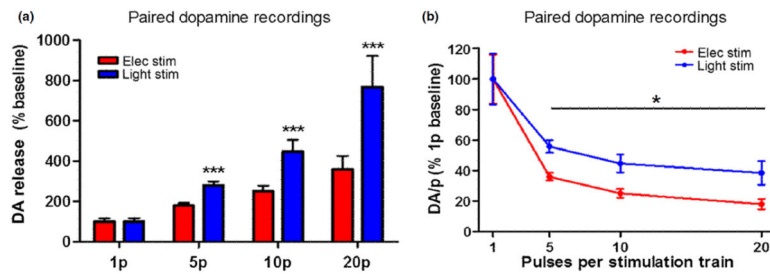 (a)
Paired dopamine recordings
DA release
(% baseline)
1000
800
600
400
200
0
Elec stim
Light stim
***
***
***
1p
5p
10p
20p
(b)
Paired dopamine recordings
DA/p (% 1p baseline)
120
100
80
60
40
20
0
Elec stim
Light stim
*
1
5
10
20
Pulses per stimulation train